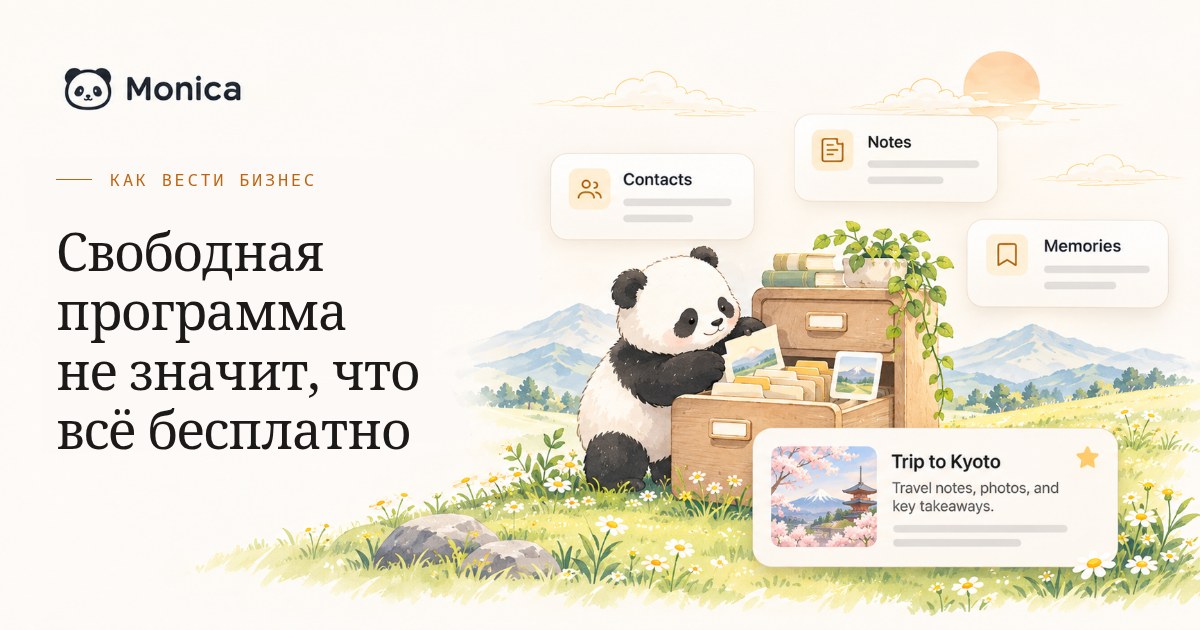 Monica
КАК ВЕСТИ БИЗНЕС
Свободная
программа
не значит, что
всё бесплатно
Contacts
Notes
Memories
Trip to Kyoto
Travel notes, photos, and
key takeaways.